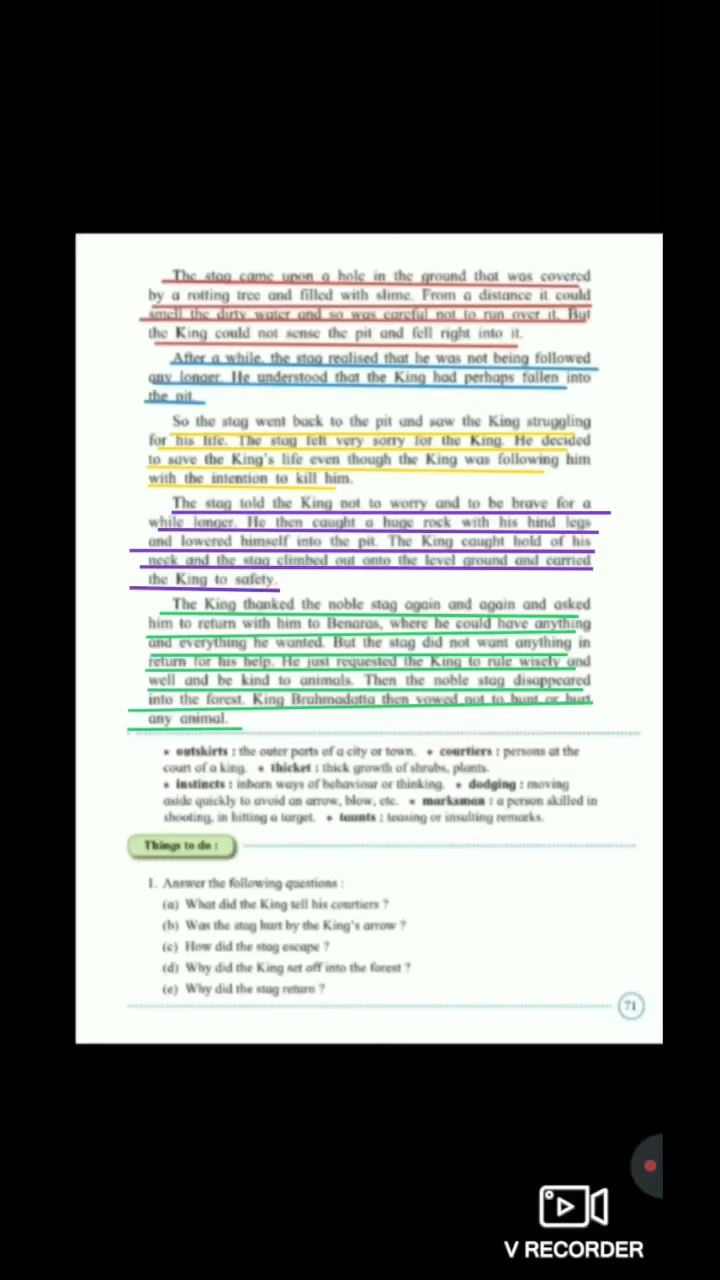 The stag came upon a hole in the ground that was covered
by a rotting tree and filled with slime. From a distance it could
smell the dirty water and so was careful not to run over it. But
the King could not sense the pit and fell right into it.
After a while, the stag realised that he was not being followed
any longer. He understood that the King had perhaps fallen into
the pit.
So the stag went back to the pit and saw the King struggling
for his life. The stag felt very sorry for the King. He decided
to save the King's life even though the King was following him
with the intention to kill him.
The stag told the King not to worry and to be brave for a
while longer. He then caught a huge rock with his hind legs
and lowered himself into the pit. The King caught hold of his
neck and the stag climbed out onto the level ground and carried
the King to safety.
The King thanked the noble stag again and again and asked
him to return with him to Benaras, where he could have anything
and everything he wanted. But the stag did not want anything in
return for his help. He just requested the King to rule wisely and
well and be kind to animals. Then the noble stag disappeared
into the forest. King Brahmadatta then vowed not to hunt or hurt
any animal.
• outskirts : the outer parts of a city or town. • courtiers : persons at the
court of a king. • thicket : thick growth of shrubs, plants.
• instincts : inborn ways of behaviour or thinking. • dodging : moving
aside quickly to avoid an arrow, blow, etc. • marksman : a person skilled in
shooting, in hitting a target. • taunts : teasing or insulting remarks.
Things to do :
1. Answer the following questions :
(a) What did the King tell his courtiers ?
(b) Was the stag hurt by the King's arrow ?
(c) How did the stag escape ?
(d) Why did the King set off into the forest ?
(e) Why did the stag return ?
71
V RECORDER